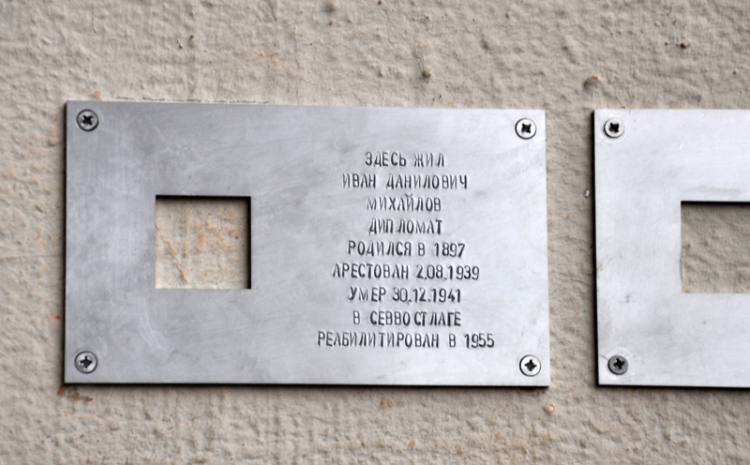 ЗДЕСЬ ЖИЛ
ИВАН ДАНИЛОВИЧ
МИХАЙЛОВ
ДИПЛОМАТ
РОДИЛСЯ В 1897
АРЕСТОВАН 2.08.1939
УМЕР 30.12.1941
В СЕВВОСТЛАГЕ
РЕАБИЛИТИРОВАН В 1955